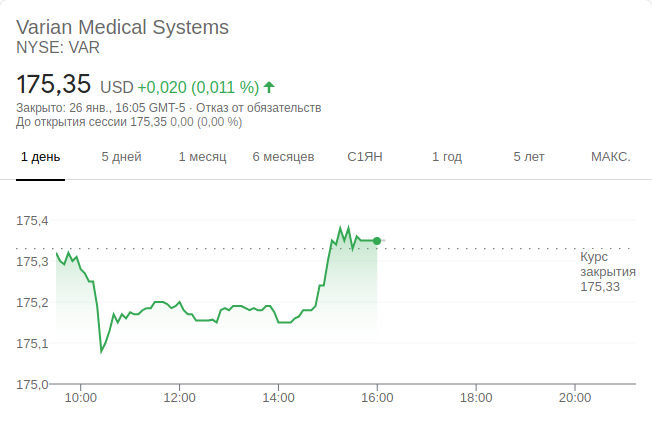 Varian Medical Systems
NYSE: VAR
175,35 USD +0,020 (0,011 %)
Закрыто: 26 янв., 16:05 GMT-5 · Отказ от обязательств
До открытия сессии 175,35 0,00 (0,00 %)
1 день 5 дней 1 месяц 6 месяцев С1ЯН 1 год 5 лет МАКС.
175,4
175,3
175,2
175,1
175,0
Курс
закрытия
175,33
10:00 12:00 14:00 16:00 18:00 20:00